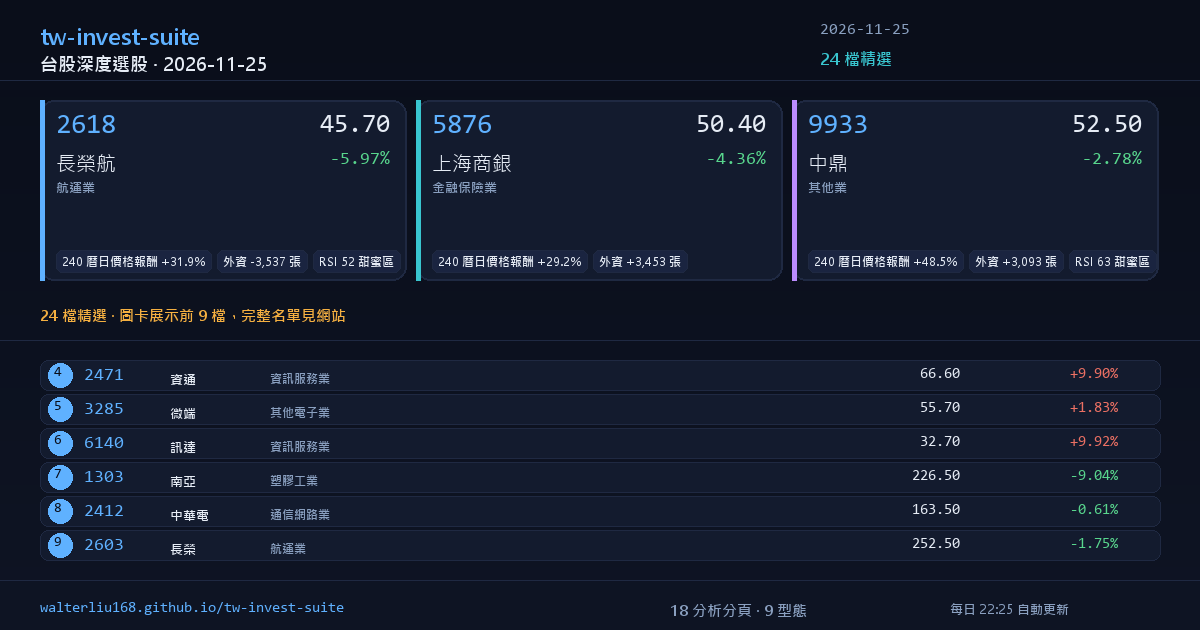 tw-invest-suite
台股深度選股 · 2026-11-25
2026-11-25
24 檔精選
2618 45.70
長榮航 -5.97%
航運業
240 曆日價格報酬 +31.9% 外資 -3,537 張 RSI 52 甜蜜區
5876 50.40
上海商銀 -4.36%
金融保險業
240 曆日價格報酬 +29.2% 外資 +3,453 張
9933 52.50
中鼎 -2.78%
其他業
240 曆日價格報酬 +48.5% 外資 +3,093 張 RSI 63 甜蜜區
24 檔精選 · 圖卡展示前 9 檔，完整名單見網站
4 2471 資通 資訊服務業 66.60 +9.90%
5 3285 微端 其他電子業 55.70 +1.83%
6 6140 訊達 資訊服務業 32.70 +9.92%
7 1303 南亞 塑膠工業 226.50 -9.04%
8 2412 中華電 通信網路業 163.50 -0.61%
9 2603 長榮 航運業 252.50 -1.75%
walterliu168.github.io/tw-invest-suite
18 分析分頁 · 9 型態
每日 22:25 自動更新